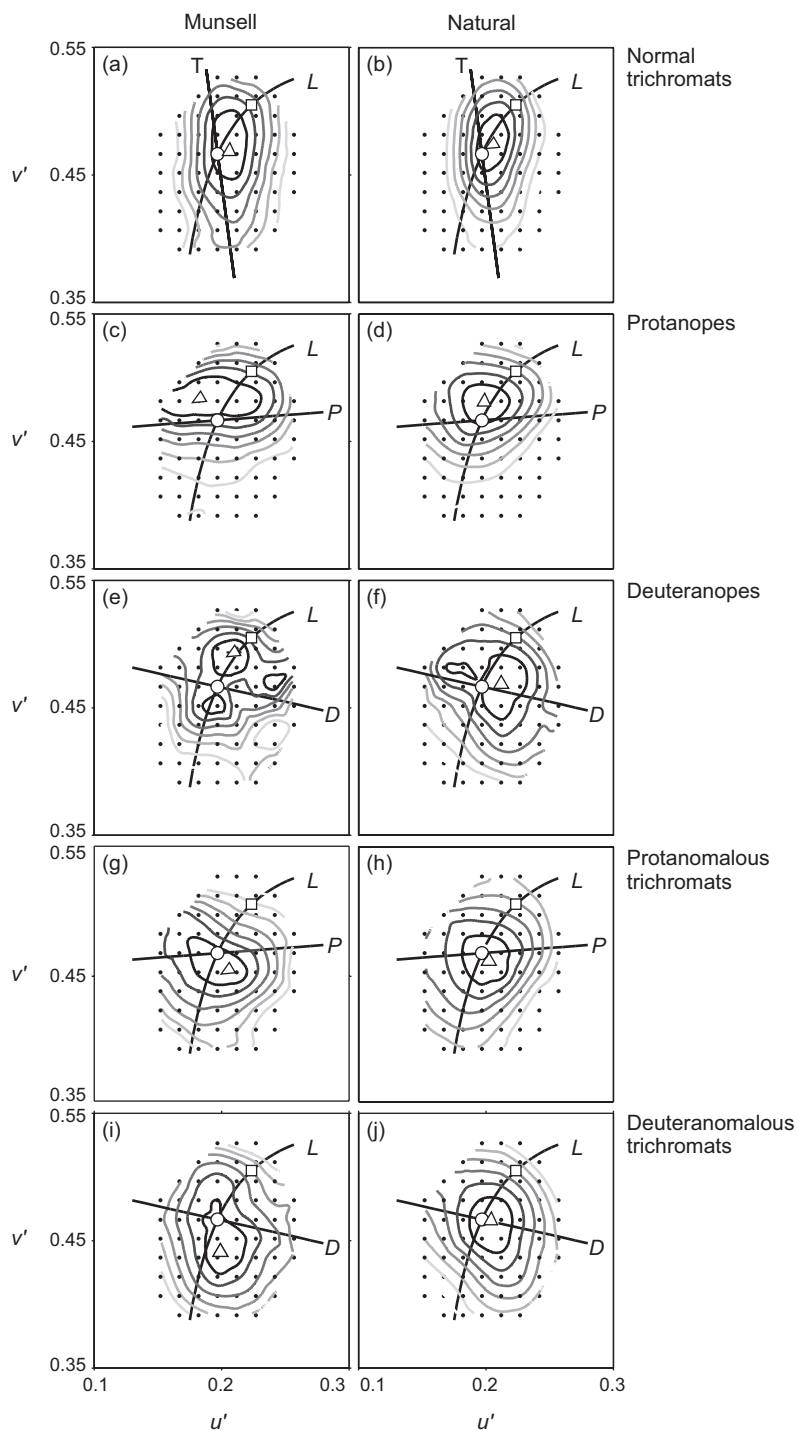 Munsell Natural
0.55 (a) T L (b) T L Normal
trichromats
v' 0.45
0.35
0.55 (c) L (d) L Protanopes
P P
v' 0.45
0.35
0.55 (e) L (f) L Deuteranopes
v' 0.45 D D
0.35
0.55 (g) L (h) L Protanomalous
trichromats
P P
v' 0.45
0.35
0.55 (i) L (j) L Deuteranomalous
trichromats
v' 0.45 D D
0.35
0.1 0.2 0.3 0.1 0.2 0.3
u' u'